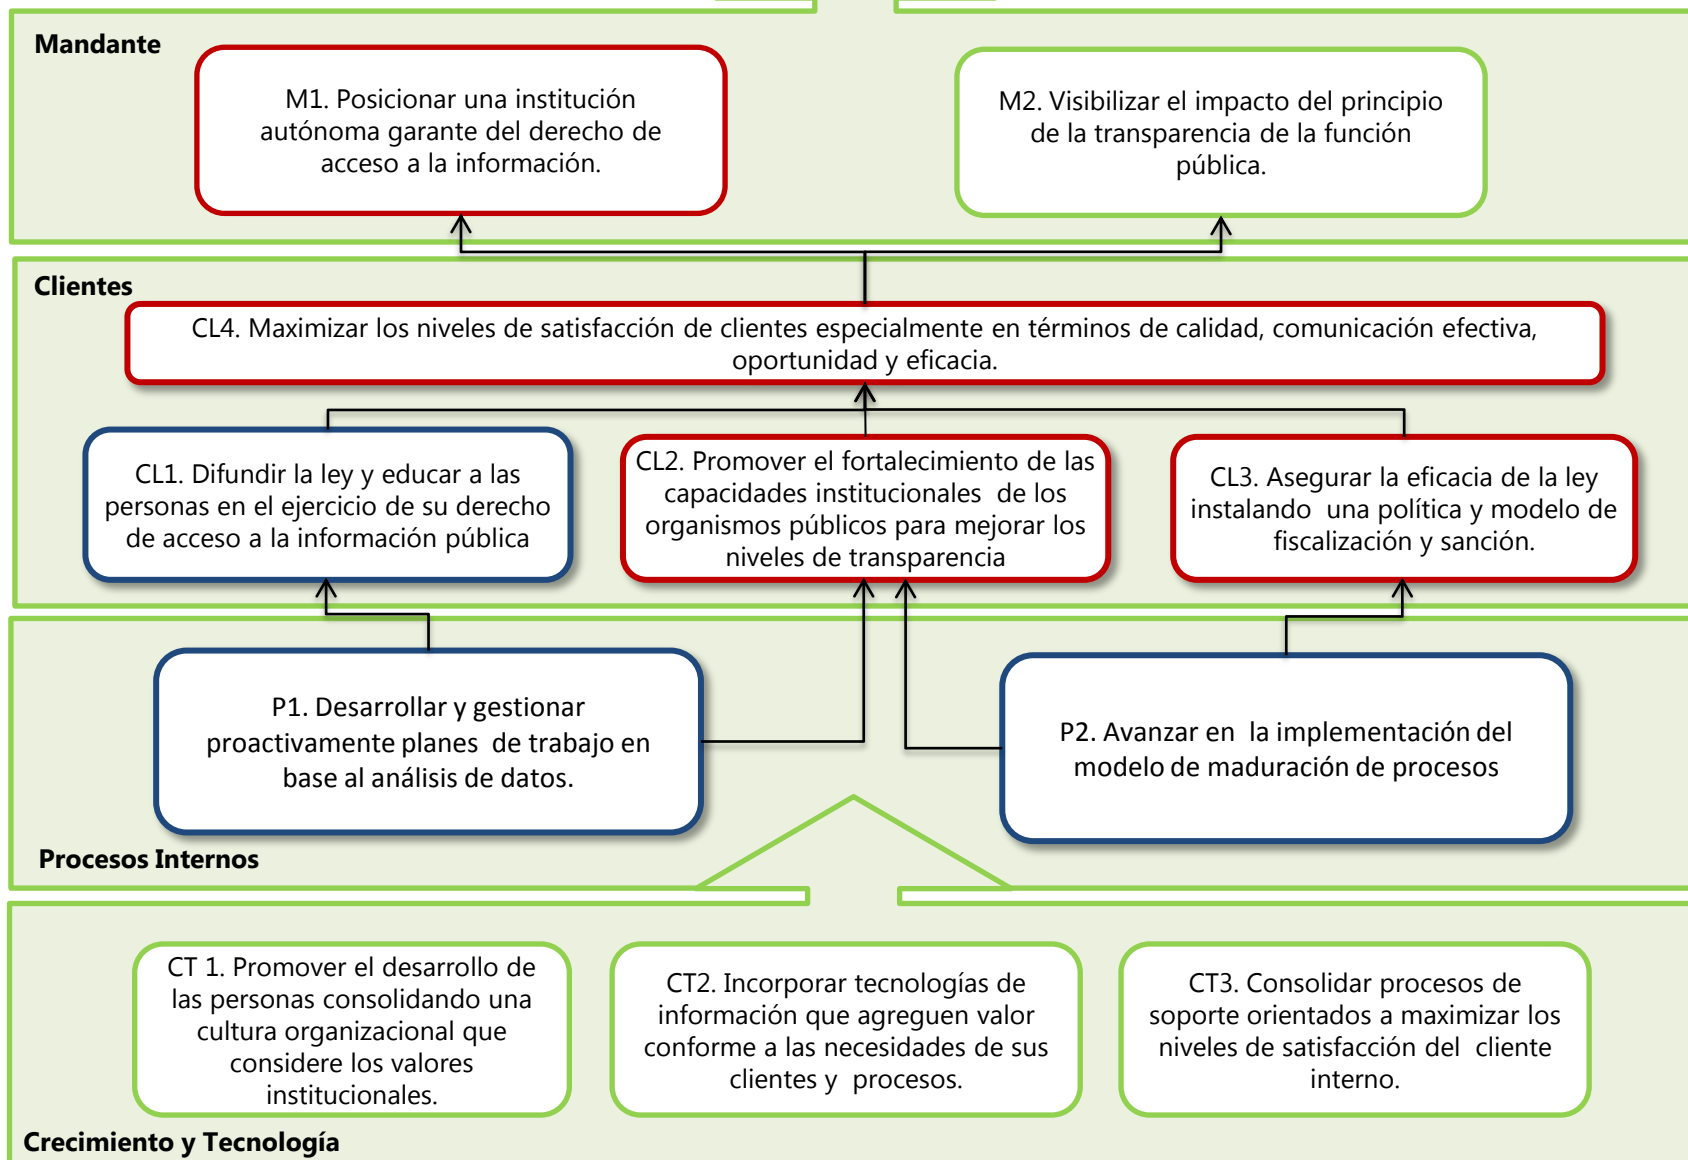 Mandante
M1. Posicionar una institución
autónoma garante del derecho de
acceso a la información.
M2. Visibilizar el impacto del principio
de la transparencia de la función
pública.
Clientes
CL4. Maximizar los niveles de satisfacción de clientes especialmente en términos de calidad, comunicación efectiva,
oportunidad y eficacia.
CL1. Difundir la ley y educar a las
personas en el ejercicio de su derecho
de acceso a la información pública
CL2. Promover el fortalecimiento de las
capacidades institucionales de los
organismos públicos para mejorar los
niveles de transparencia
CL3. Asegurar la eficacia de la ley
instalando una política y modelo de
fiscalización y sanción.
P1. Desarrollar y gestionar
proactivamente planes de trabajo en
base al análisis de datos.
P2. Avanzar en la implementación del
modelo de maduración de procesos
Procesos Internos
CT 1. Promover el desarrollo de
las personas consolidando una
cultura organizacional que
considere los valores
institucionales.
CT2. Incorporar tecnologías de
información que agreguen valor
conforme a las necesidades de sus
clientes y procesos.
CT3. Consolidar procesos de
soporte orientados a maximizar los
niveles de satisfacción del cliente
interno.
Crecimiento y Tecnología